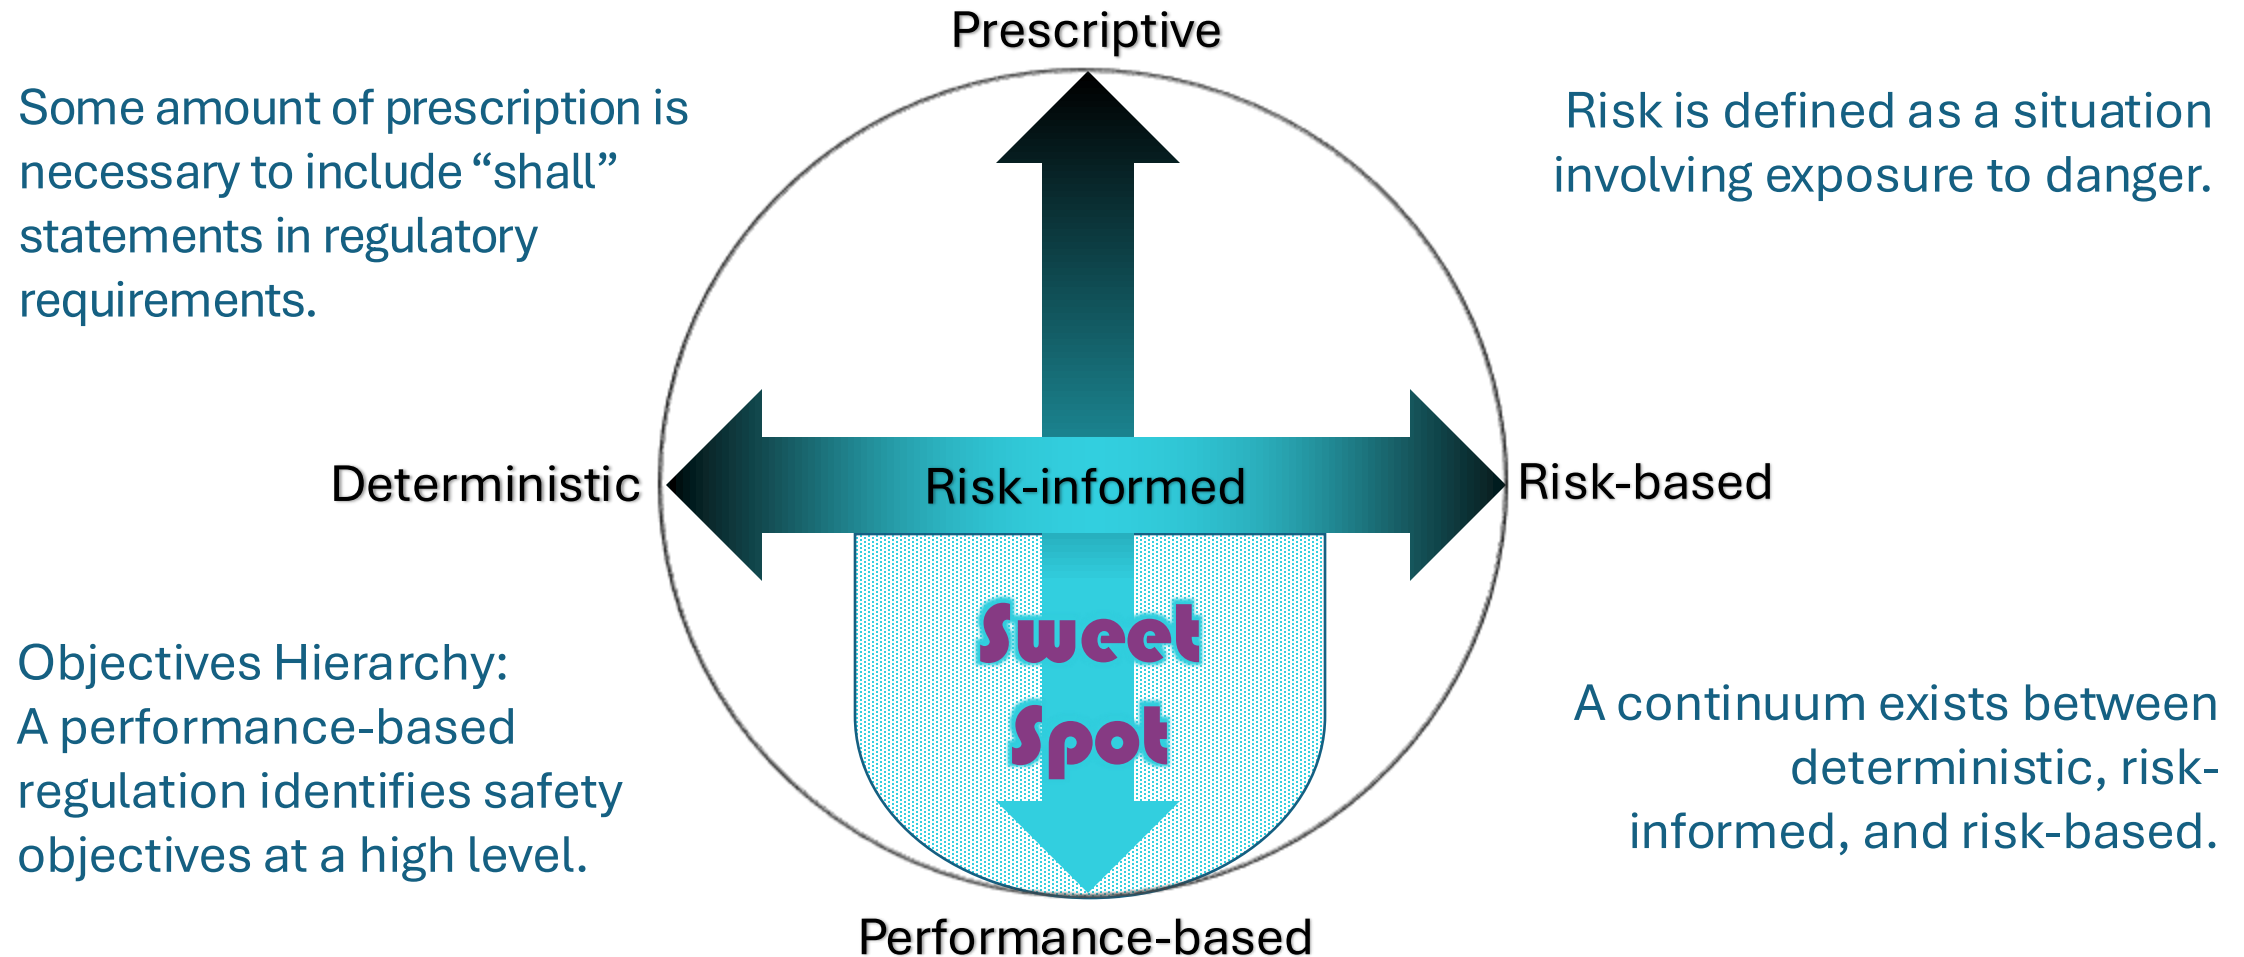 Prescriptive
Some amount of prescription is
necessary to include “shall”
statements in regulatory
requirements.
Risk is defined as a situation
involving exposure to danger.
Deterministic
Risk-informed
Risk-based
Sweet
Spot
Objectives Hierarchy:
A performance-based
regulation identifies safety
objectives at a high level.
A continuum exists between
deterministic, risk-
informed, and risk-based.
Performance-based